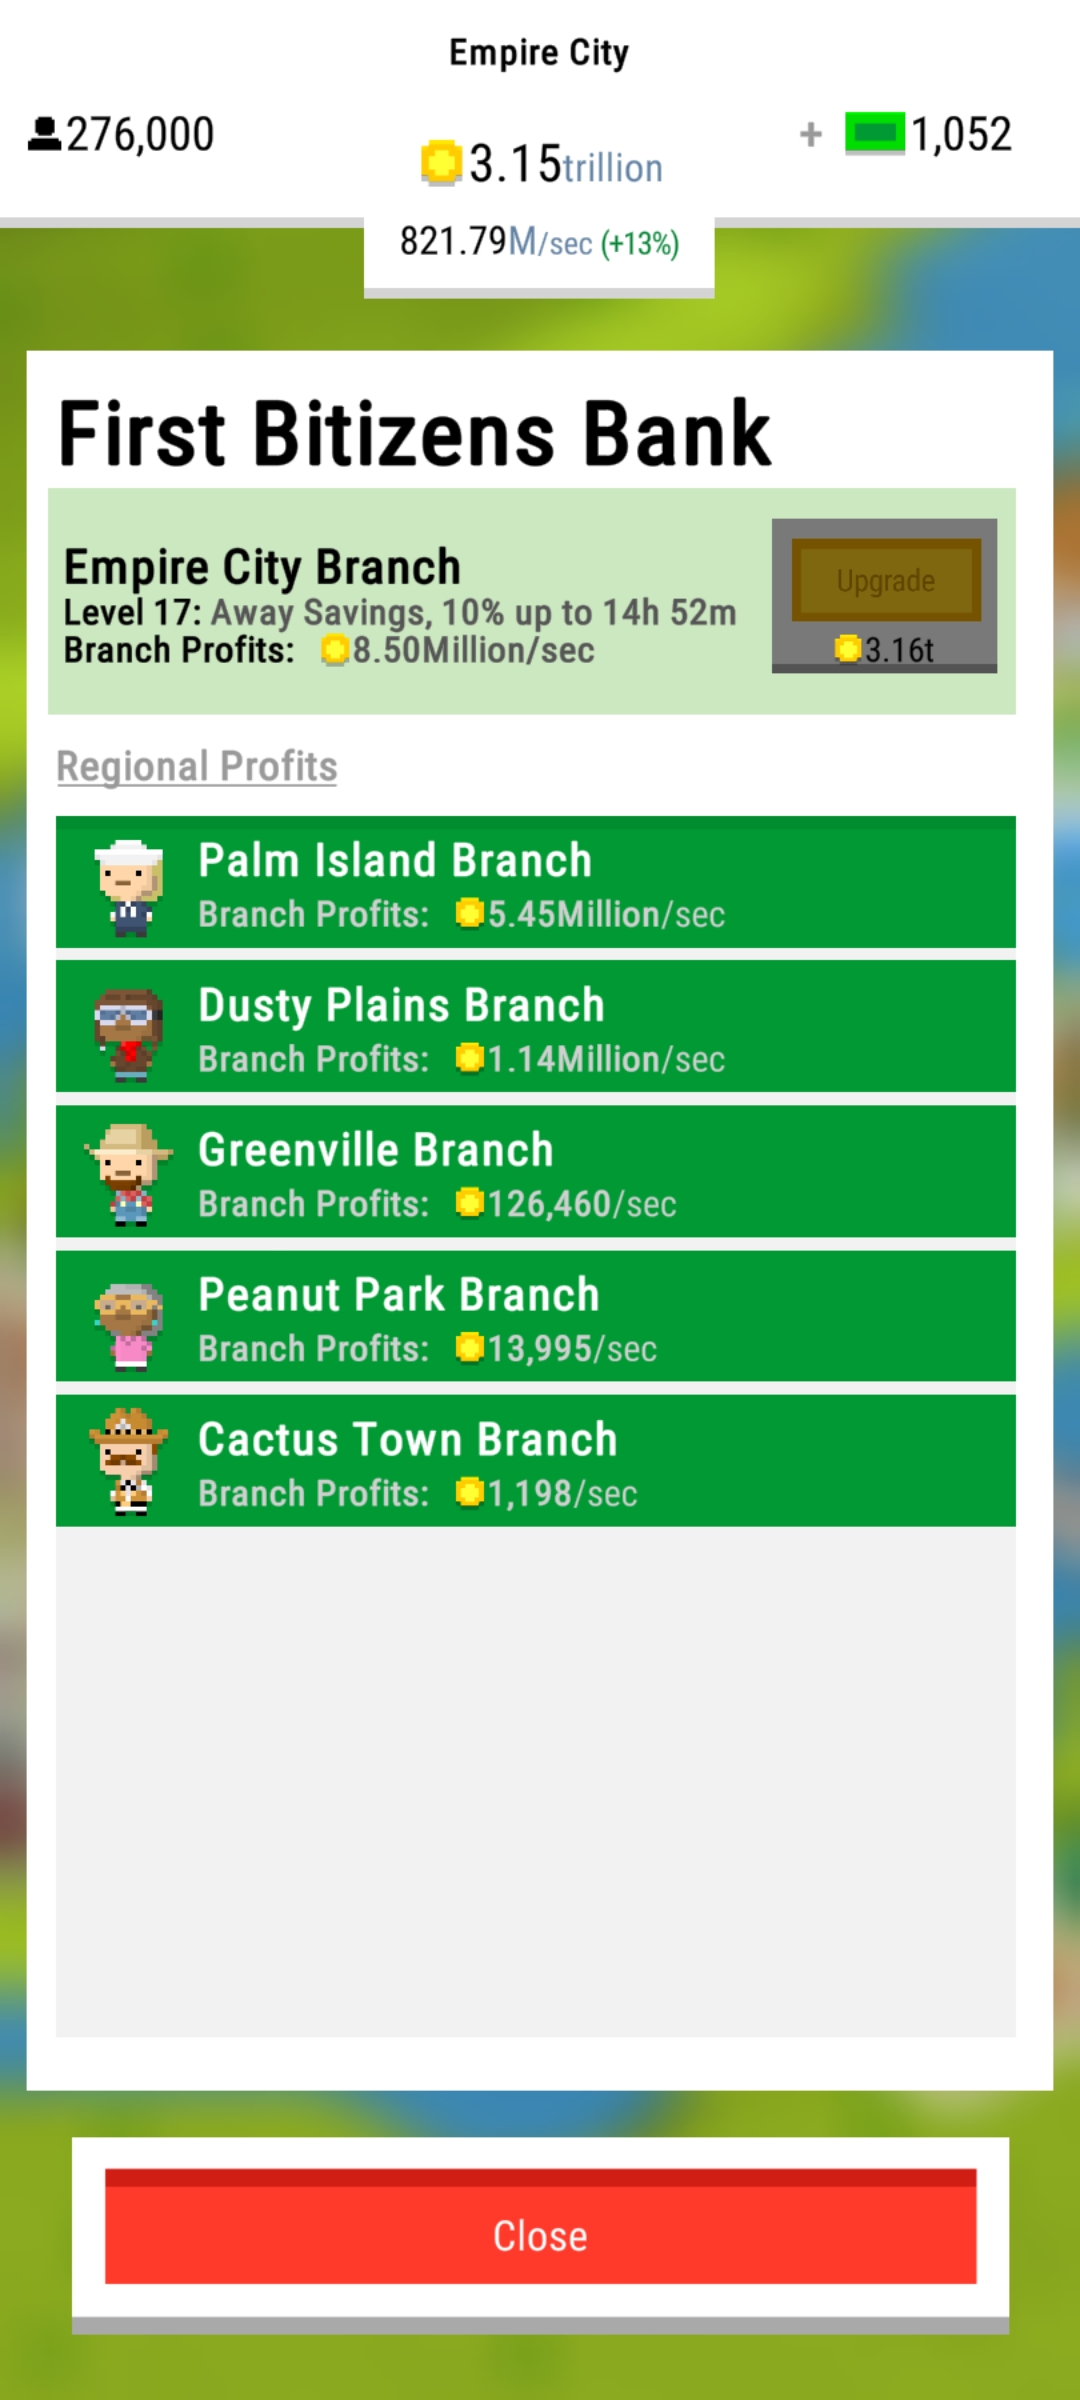 Empire City
276,000
3.15trillion
+ 1,052
821.79M/sec (+13%)
First Bitizens Bank
Empire City Branch
Level 17: Away Savings, 10% up to 14h 52m
Branch Profits: 8.50Million/sec
Upgrade
3.16t
Regional Profits
Palm Island Branch
Branch Profits: 5.45Million/sec
Dusty Plains Branch
Branch Profits: 1.14Million/sec
Greenville Branch
Branch Profits: 126,460/sec
Peanut Park Branch
Branch Profits: 13,995/sec
Cactus Town Branch
Branch Profits: 1,198/sec
Close